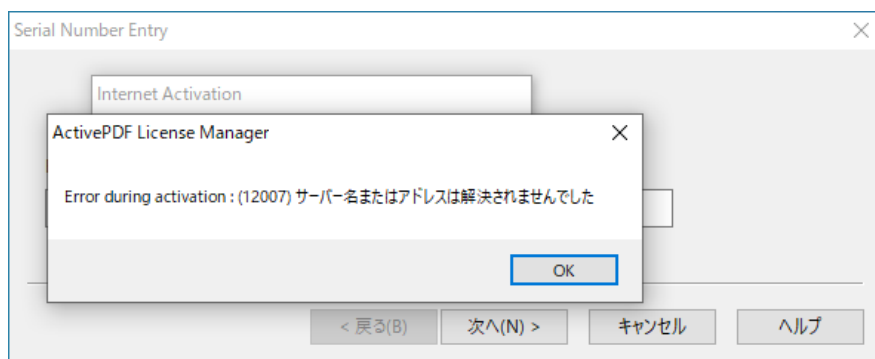 Serial Number Entry
Internet Activation
ActivePDF License Manager
Error during activation : (12007) サーバー名またはアドレスは解決されませんでした
OK
< 戻る(B) 次へ(N) > キャンセル ヘルプ